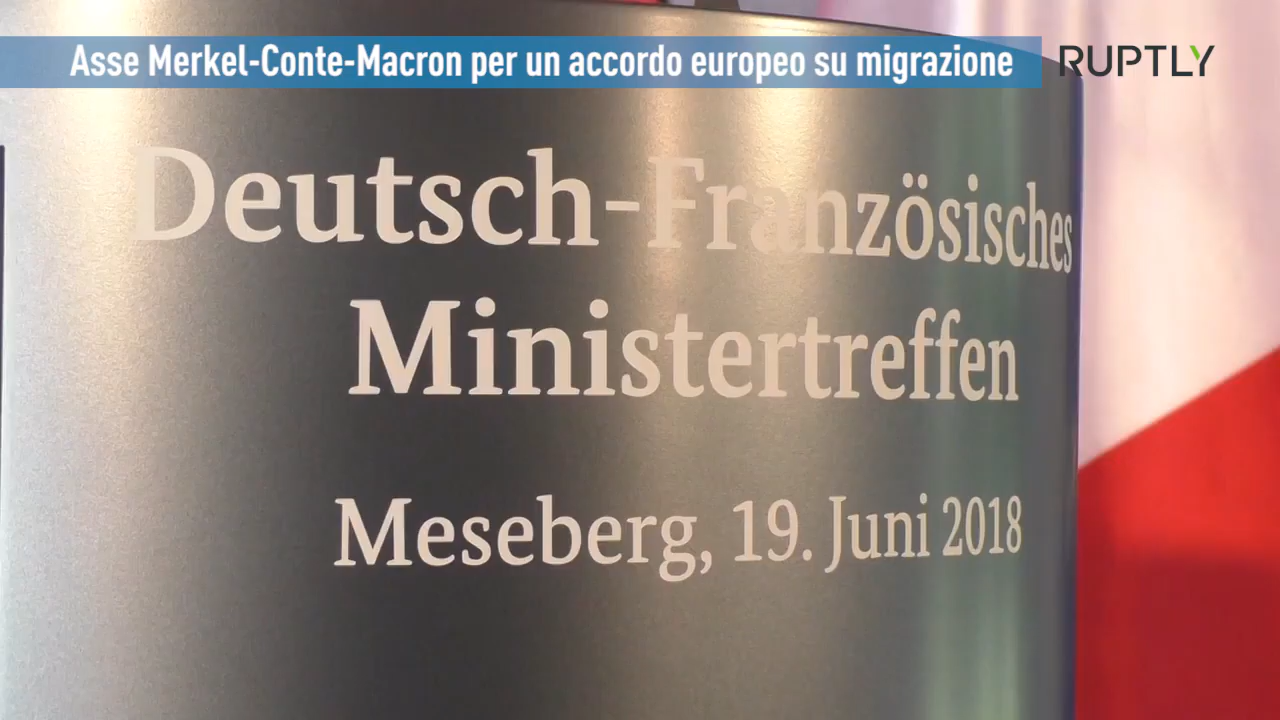 Asse Merkel-Conte-Macron per un accordo europeo su migrazione
RUPTLY
Deutsch-Französisches
Ministertreffen
Meseberg, 19. Juni 2018